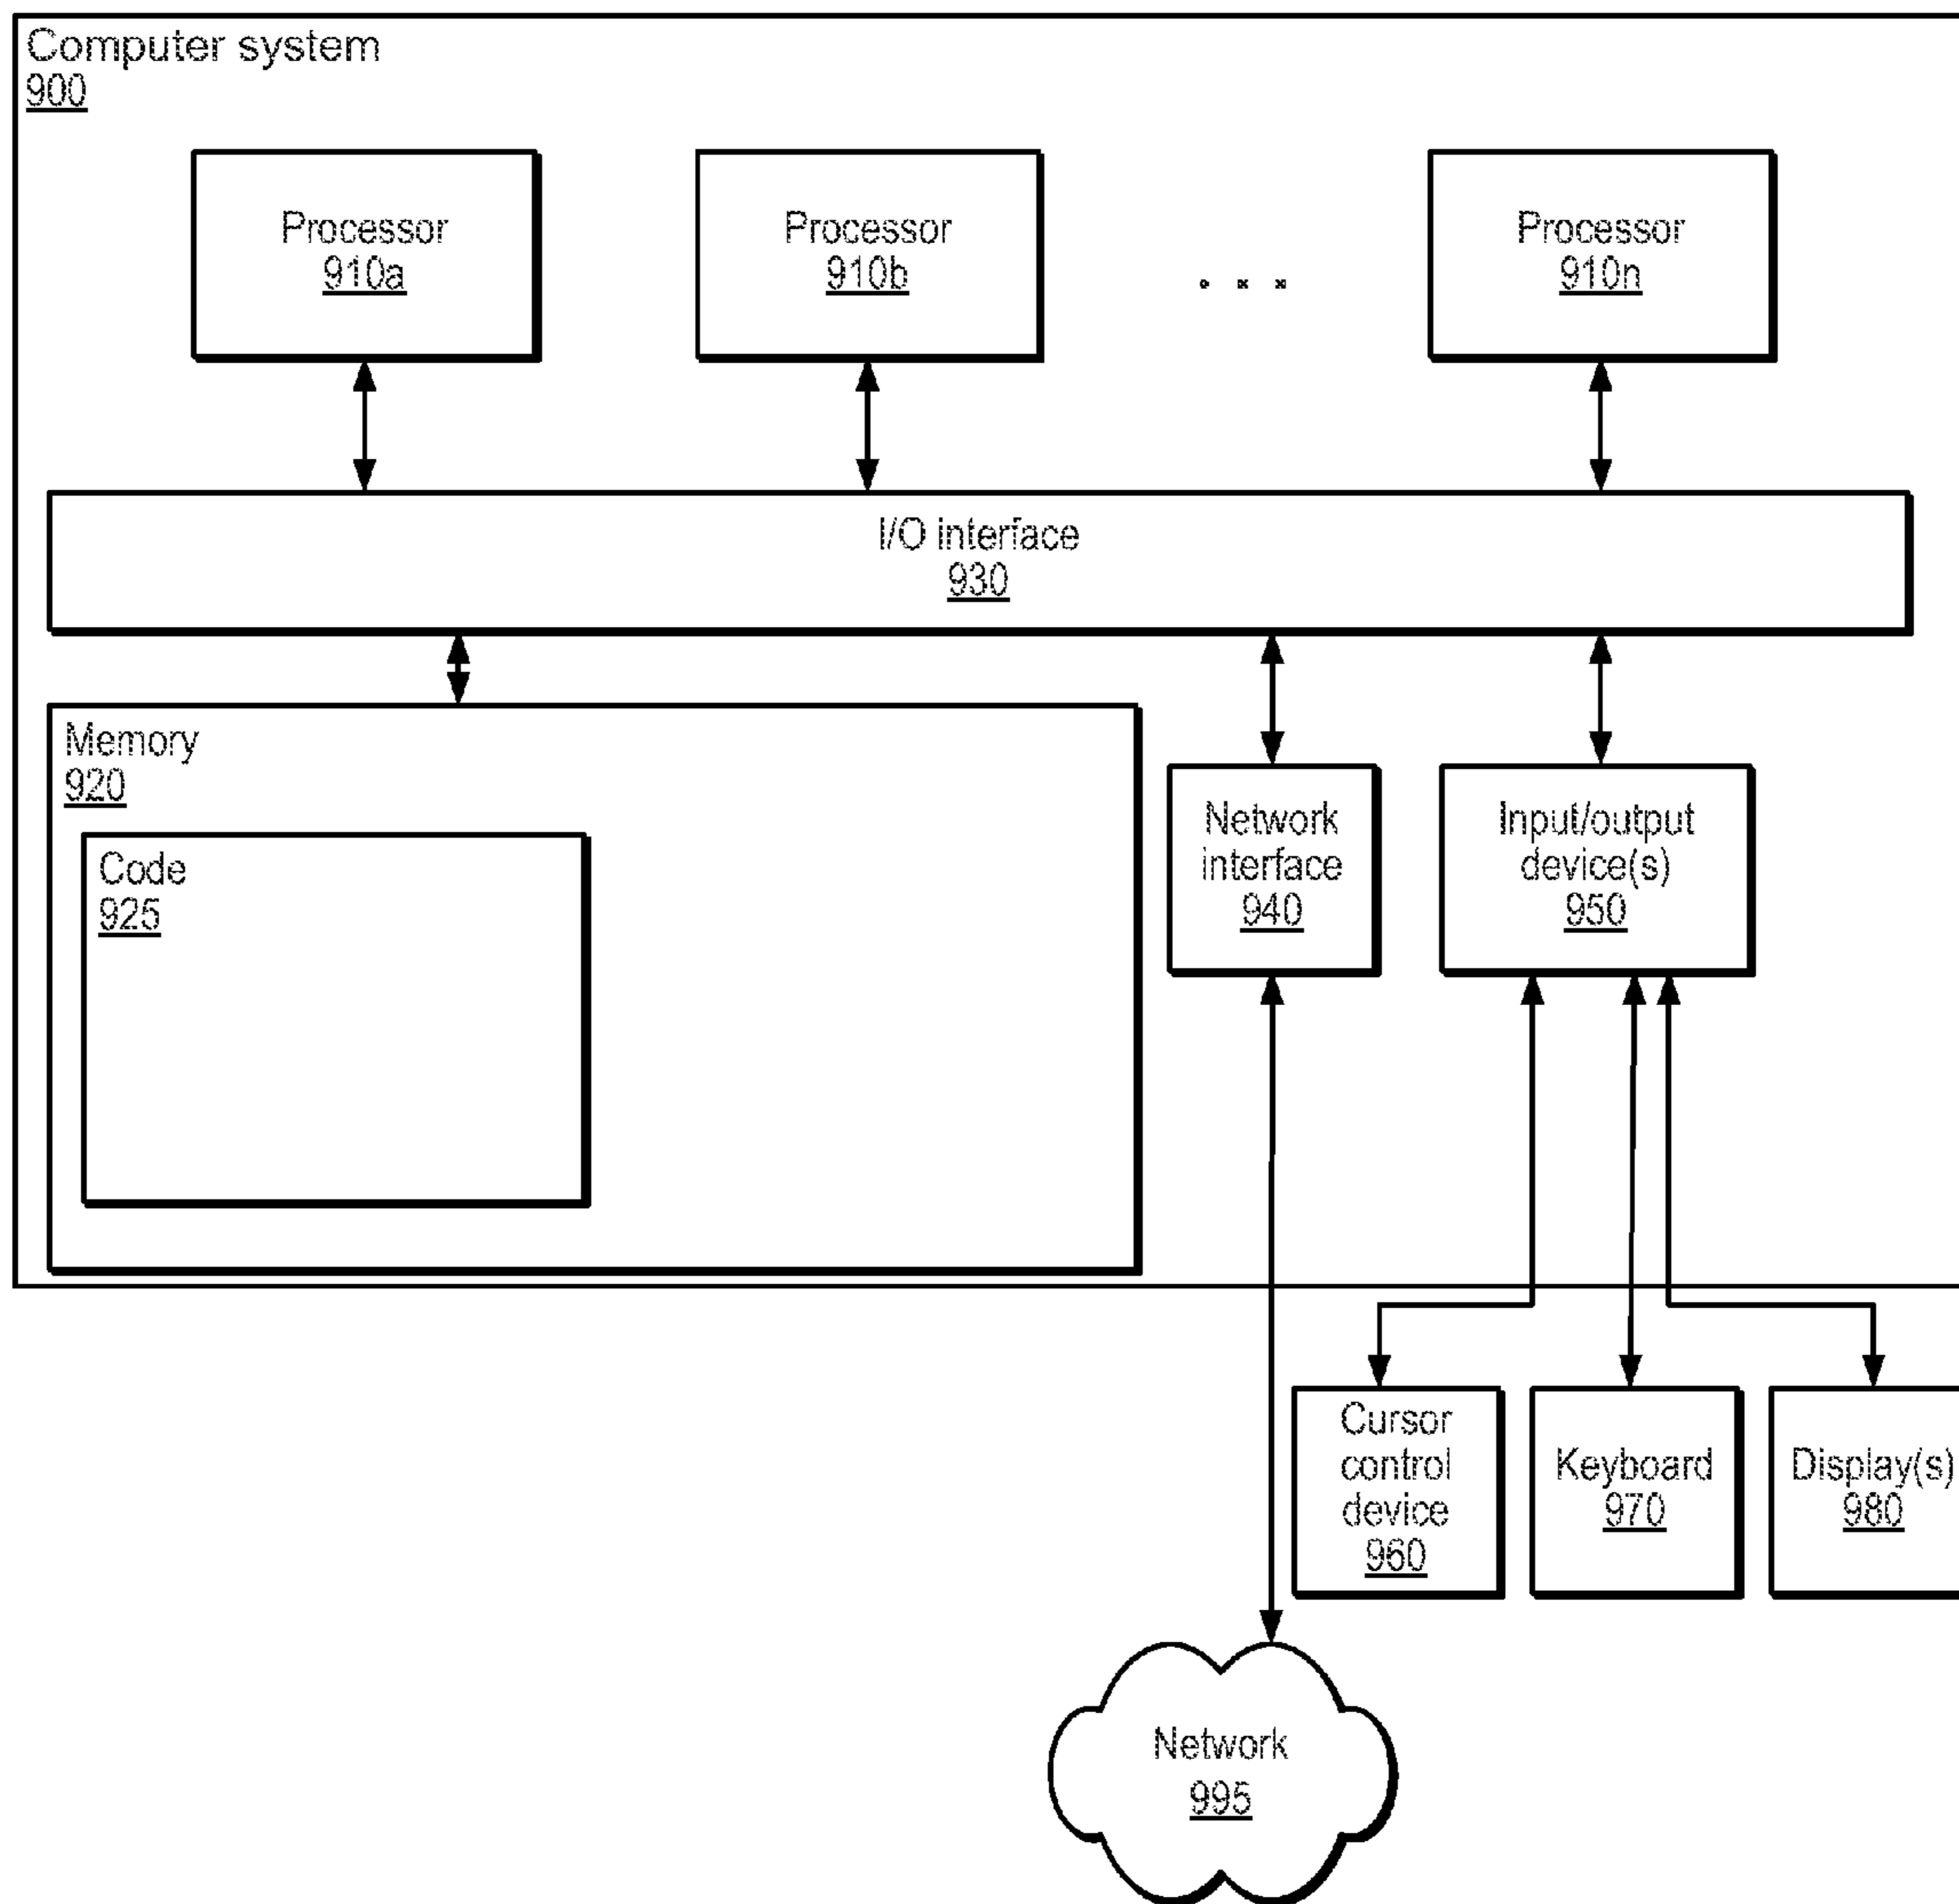 Computer system
900
Processor
910a
Processor
910b
. . .
Processor
910n
I/O interface
930
Memory
920
Code
925
Network
interface
940
Input/output
device(s)
950
Cursor
control
device
960
Keyboard
970
Display(s)
980
Network
995